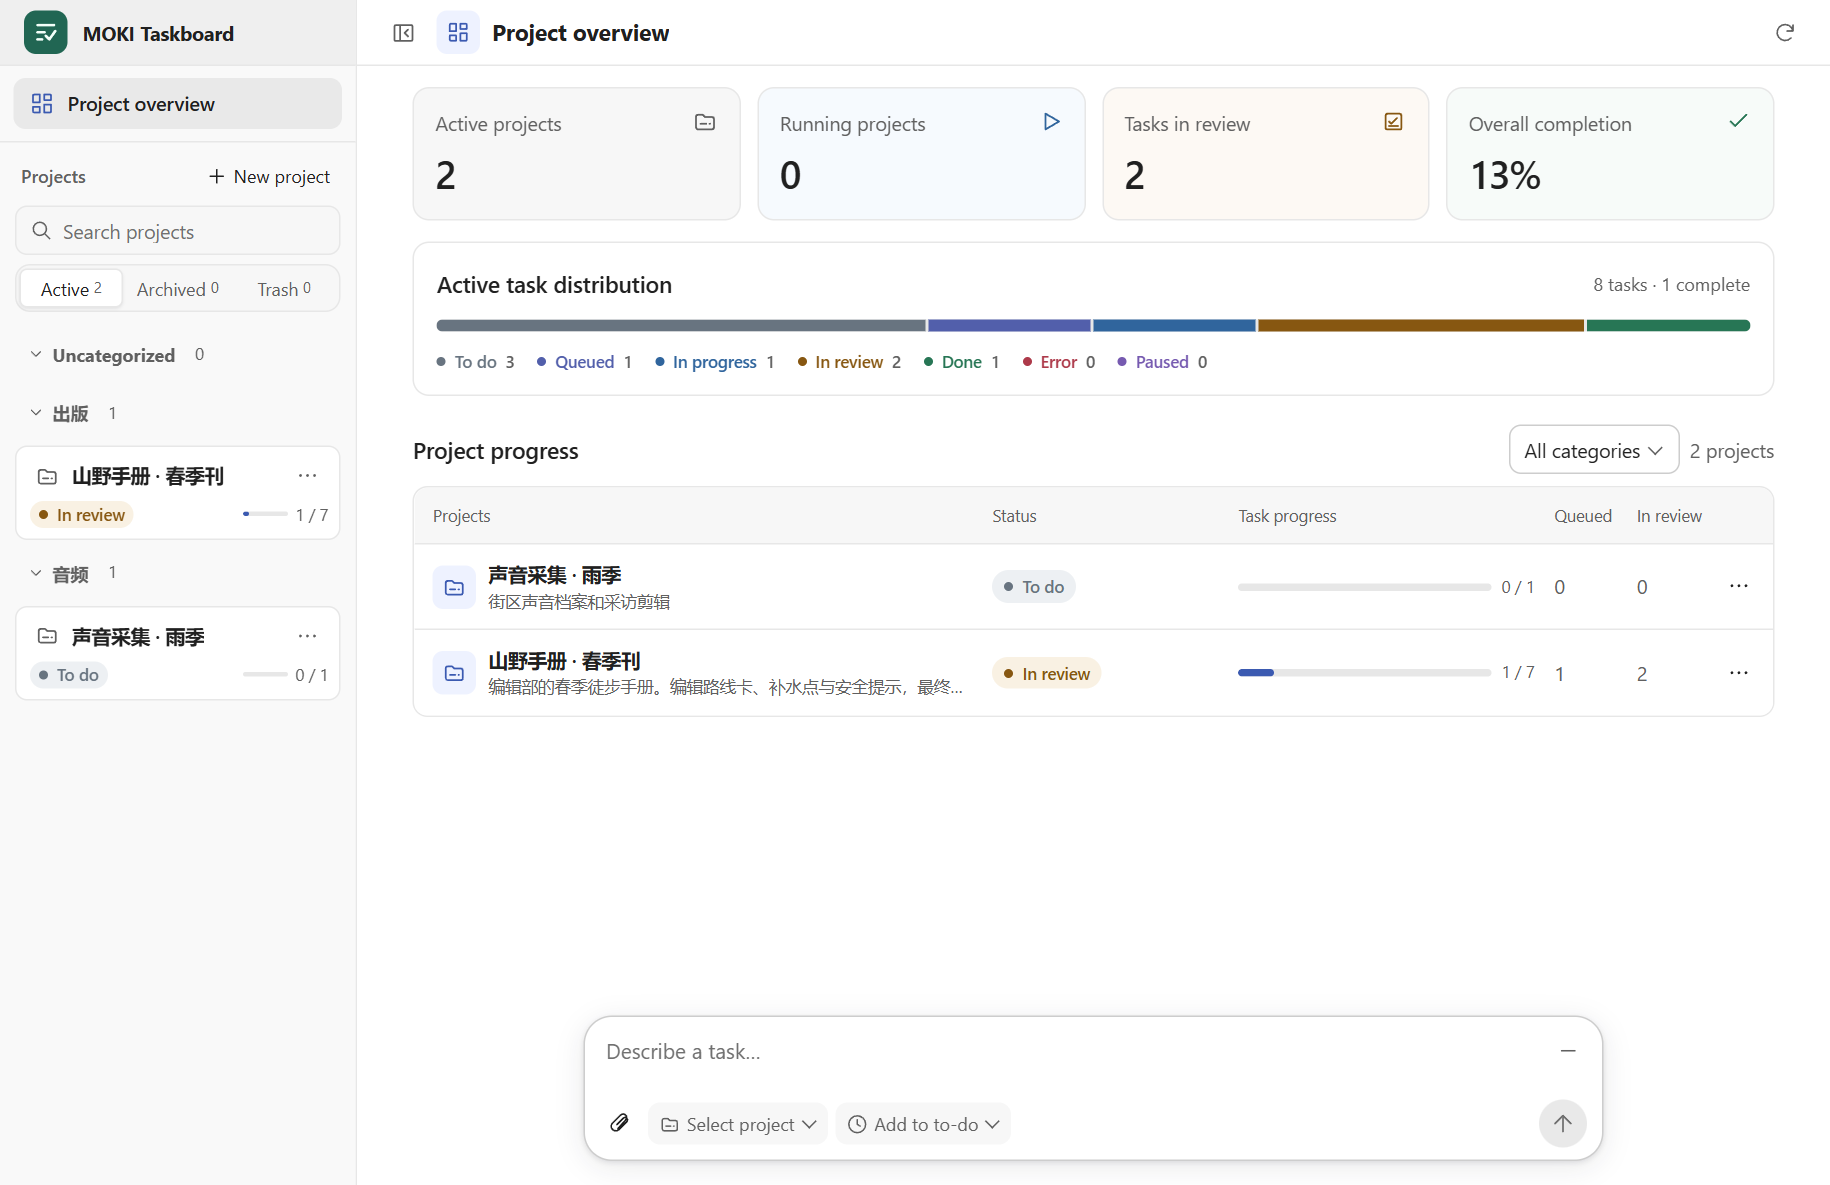 MOKI Taskboard
Project overview
Projects
New project
Search projects
Active 2
Archived 0
Trash 0
Uncategorized 0
出版 1
山野手册 · 春季刊
In review
1 / 7
音频 1
声音采集 · 雨季
To do
0 / 1
Project overview
Active projects
2
Running projects
0
Tasks in review
2
Overall completion
13%
Active task distribution
8 tasks · 1 complete
To do 3
Queued 1
In progress 1
In review 2
Done 1
Error 0
Paused 0
Project progress
All categories
2 projects
Projects
Status
Task progress
Queued
In review
声音采集 · 雨季
街区声音档案和采访剪辑
To do
0 / 1
0
0
山野手册 · 春季刊
编辑部的春季徒步手册。编辑路线卡、补水点与安全提示，最终...
In review
1 / 7
1
2
Describe a task...
Select project
Add to to-do